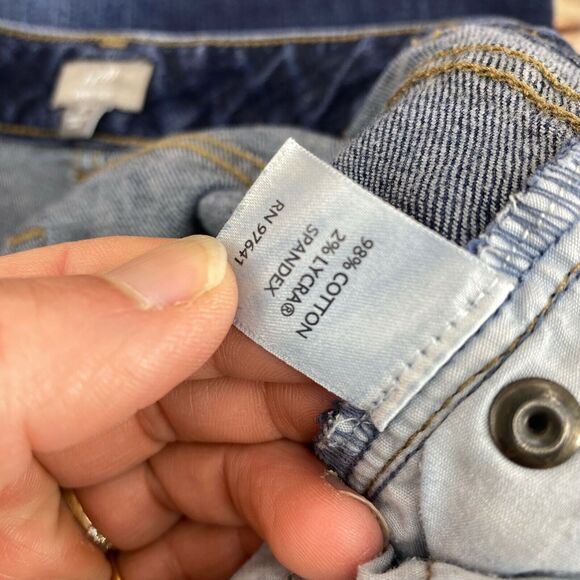 98% COTTON
2% LYCRA®
SPANDEX
RN 97641